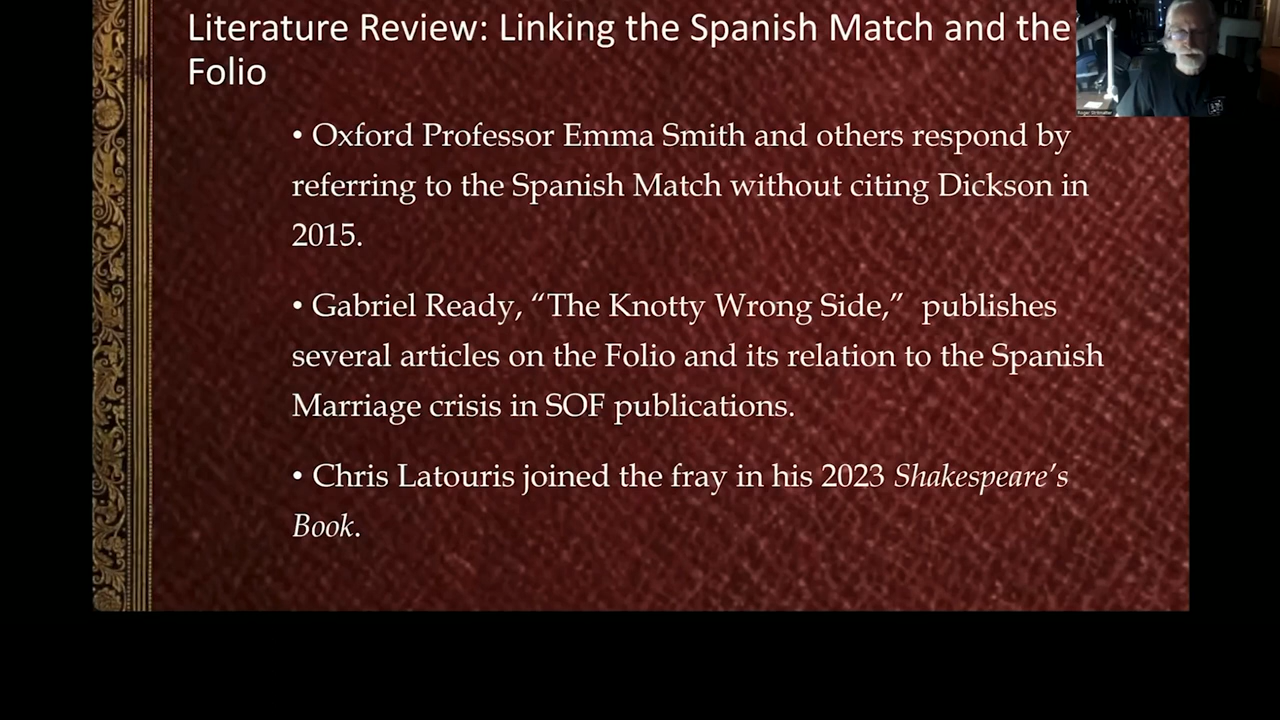 Literature Review: Linking the Spanish Match and the
Folio
• Oxford Professor Emma Smith and others respond by
referring to the Spanish Match without citing Dickson in
2015.
• Gabriel Ready, “The Knotty Wrong Side,” publishes
several articles on the Folio and its relation to the Spanish
Marriage crisis in SOF publications.
• Chris Latouris joined the fray in his 2023 Shakespeare’s
Book.
Roger Stritmatter